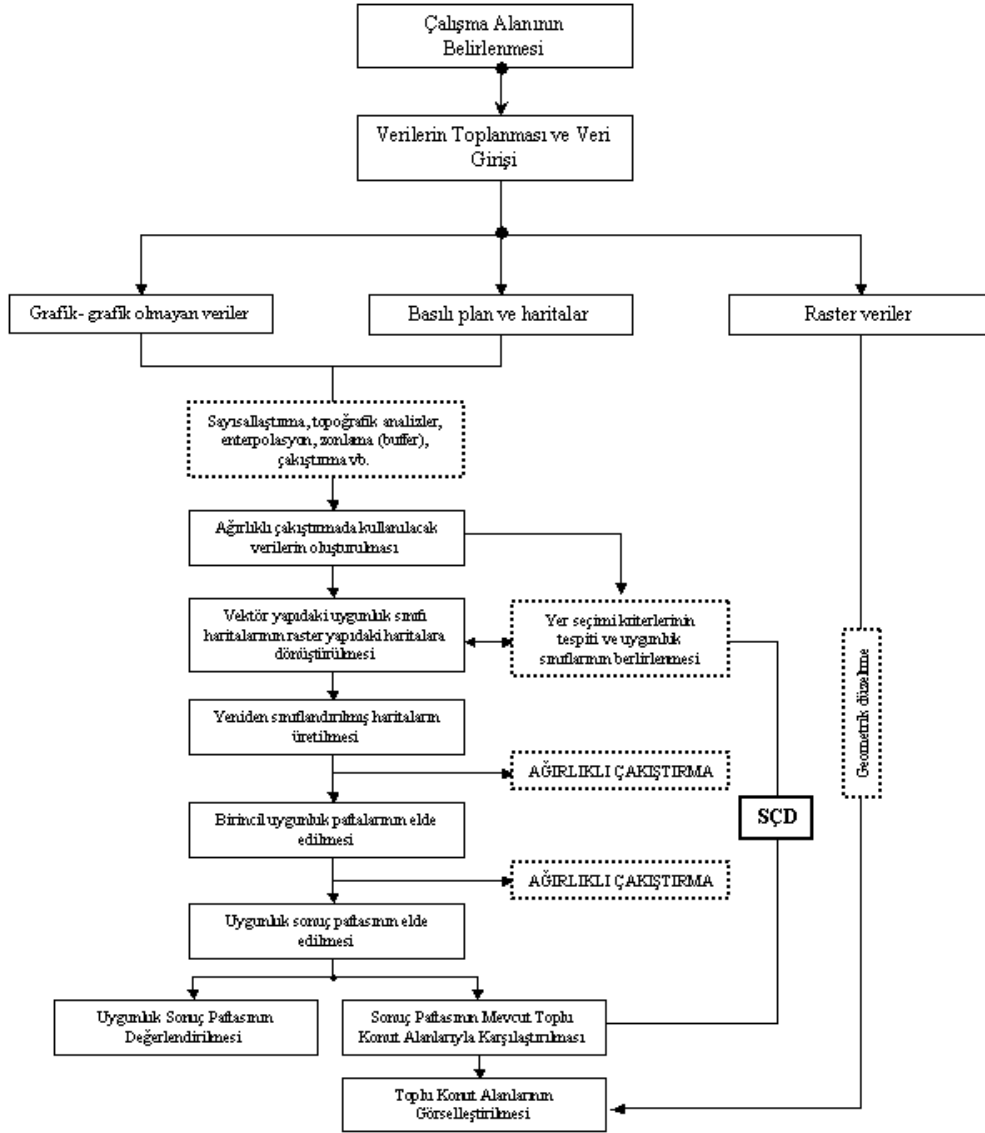 Çalışma Alanının
Belirlenmesi
Verilerin Toplanması ve Veri
Girişi
Grafik- grafik olmayan veriler
Basılı plan ve haritalar
Raster veriler
Sayısallaştırma, topoğrafik analizler,
enterpolasyon, zonlama (buffer),
çakıştırma vb.
Ağırlıklı çakıştırmada kullanılacak
verilerin oluşturulması
Vektör yapıdaki uygunluk sınıfı
haritalarının raster yapıdaki haritalara
dönüştürülmesi
Yer seçimi kriterlerinin
tespiti ve uygunluk
sınıflarının berlirlenmesi
Geometrik düzeltme
Yeniden sınıflandırılmış haritaların
üretilmesi
AĞIRLIKLI ÇAKIŞTIRMA
SÇD
Birincil uygunluk paftalarının elde
edilmesi
AĞIRLIKLI ÇAKIŞTIRMA
Uygunluk sonuç paftasının elde
edilmesi
Uygunluk Sonuç Paftasının
Değerlendirilmesi
Sonuç Paftasının Mevcut Toplu
Konut Alanlarıyla Karşılaştırılması
Toplu Konut Alanlarının
Görselleştirilmesi